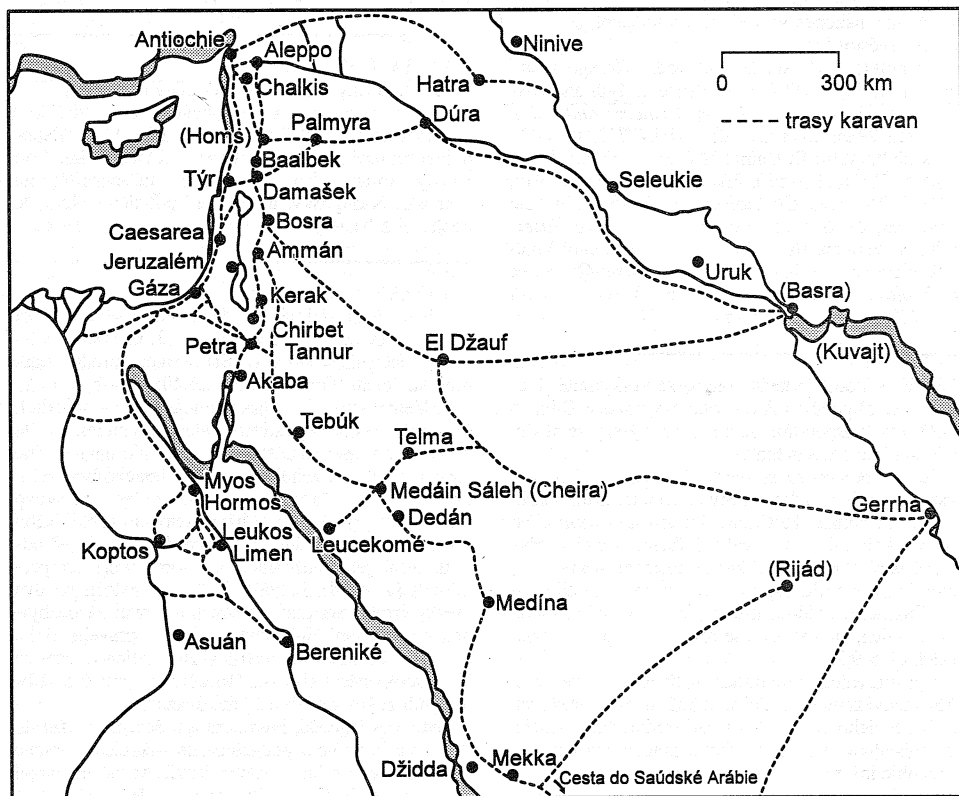 Antiochie
Aleppo
Ninive
Chalkis
Hatra
0 300 km
Dúra
trasy karavan
(Homs)
Palmyra
Baalbek
Týr
Damašek
Seleukie
Bosra
Caesarea
Ammán
Jeruzalém
Uruk
Gáza
Kerak
(Basra)
Chirbet
Tannur
Petra
El Džauf
(Kuvajt)
Akaba
Tebúk
Telma
Myos
Hormos
Medáin Sáleh (Cheira)
Gerrha
Dedán
Leukos
Limen
Leucekomé
Koptos
(Rijád)
Medína
Asuán
Bereniké
Džidda
Mekka
Cesta do Saúdské Arábie